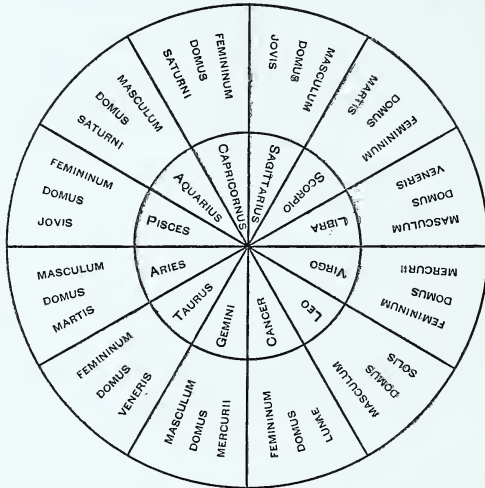 ARIES
MASCULUM
DOMUS
MARTIS
TAURUS
FEMININUM
DOMUS
VENERIS
GEMINI
MASCULUM
DOMUS
MERCURII
CANCER
FEMININUM
DOMUS
LUNÆ
LEO
MASCULUM
DOMUS
SOLIS
VIRGO
FEMININUM
DOMUS
MERCURII
LIBRA
MASCULUM
DOMUS
VENERIS
SCORPIO
FEMININUM
DOMUS
MARTIS
SAGITTARIUS
MASCULUM
DOMUS
JOVIS
CAPRICORNUS
FEMININUM
DOMUS
SATURNI
AQUARIUS
MASCULUM
DOMUS
SATURNI
PISCES
FEMININUM
DOMUS
JOVIS